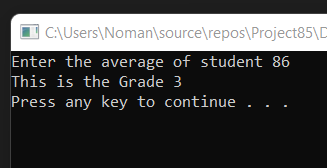 C:\Users\Noman\source\repos\Project85\D
Enter the average of student 86
This is the Grade 3
Press any key to continue . . .